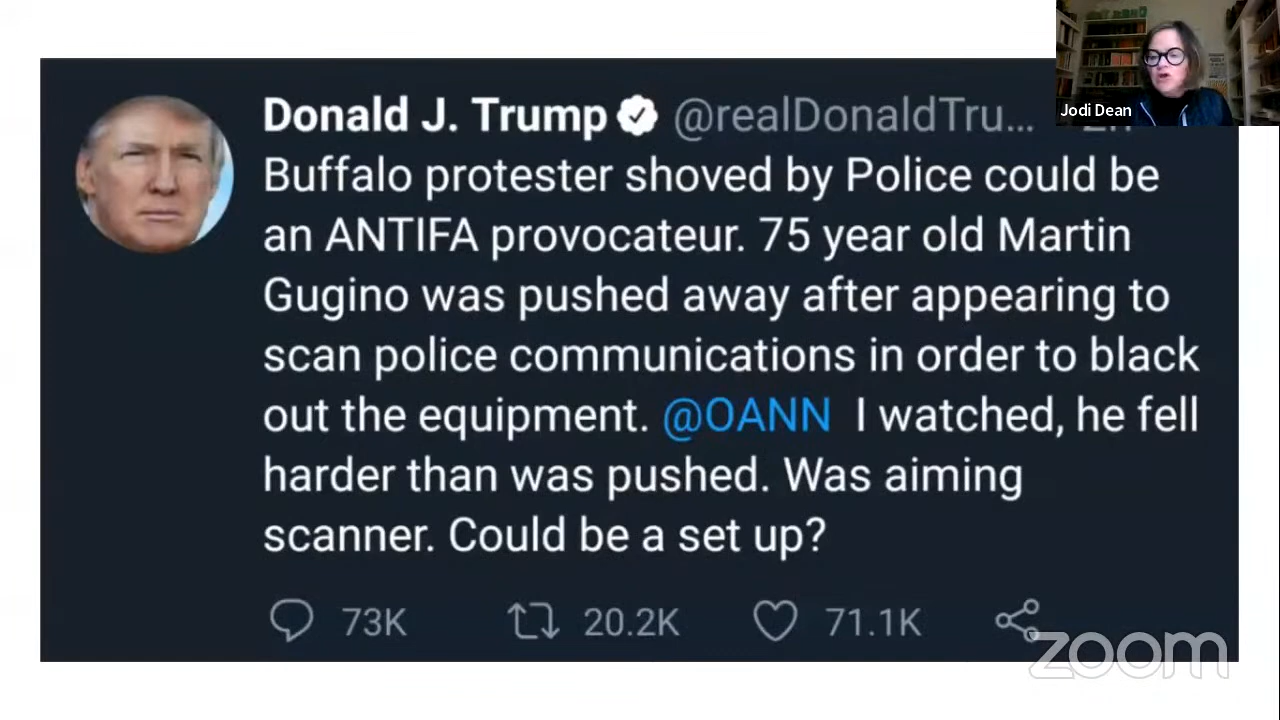 Donald J. Trump @realDonaldTru...
Jodi Dean
Buffalo protester shoved by Police could be
an ANTIFA provocateur. 75 year old Martin
Gugino was pushed away after appearing to
scan police communications in order to black
out the equipment. @OANN I watched, he fell
harder than was pushed. Was aiming
scanner. Could be a set up?
73K 20.2K 71.1K
zoom